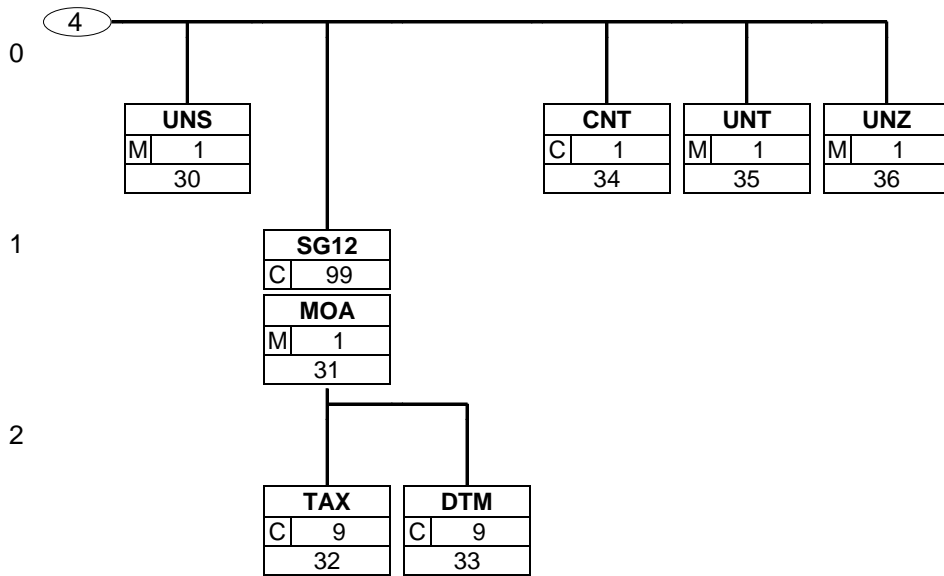 4
0
UNS CNT UNT UNZ
M 1 C 1 M 1 M 1
30 34 35 36
1
SG12
C 99
MOA
M 1
31
2
TAX DTM
C 9 C 9
32 33